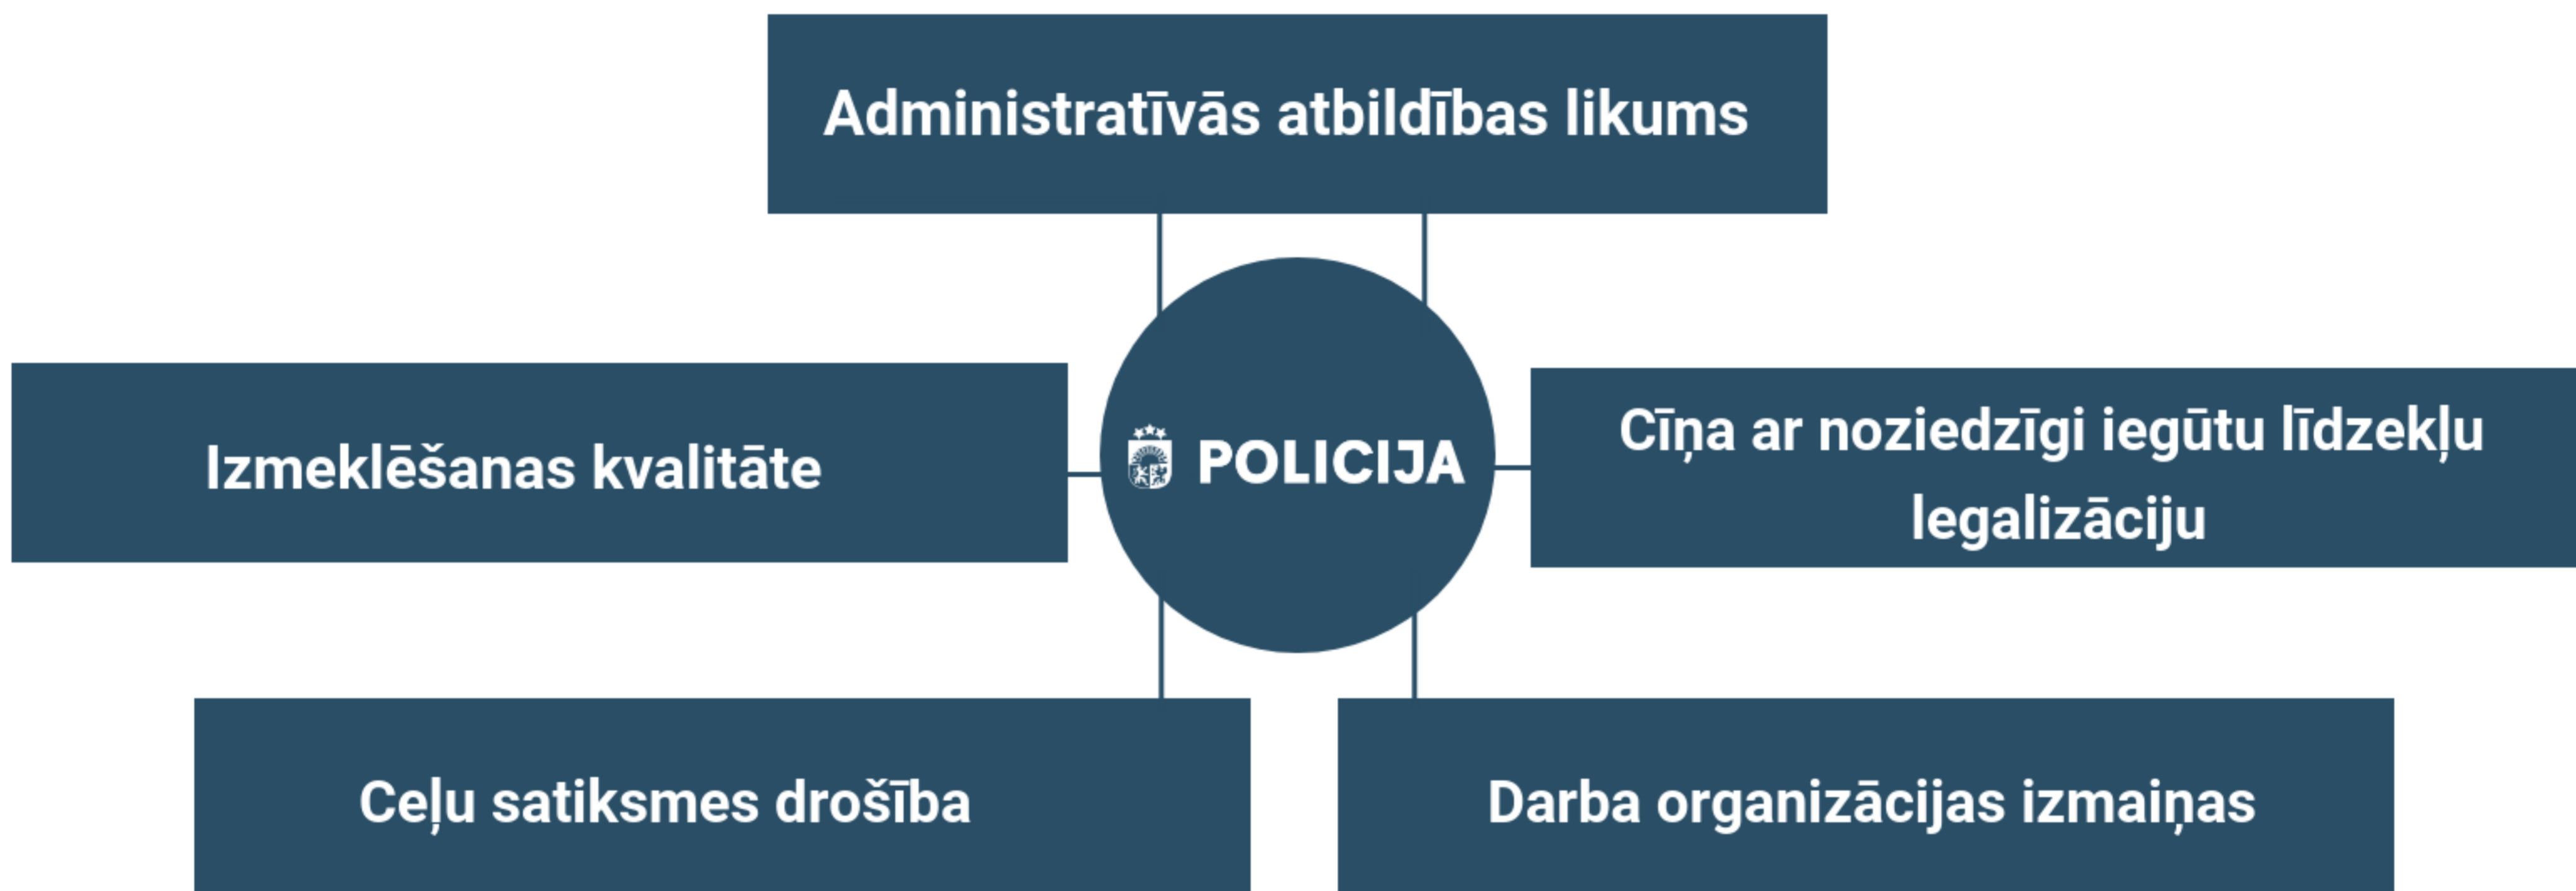 Administratīvās atbildības likums
Izmeklēšanas kvalitāte
POLICIJA
Cīņa ar noziedzīgi iegūtu līdzekļu
legalizāciju
Ceļu satiksmes drošība
Darba organizācijas izmaiņas